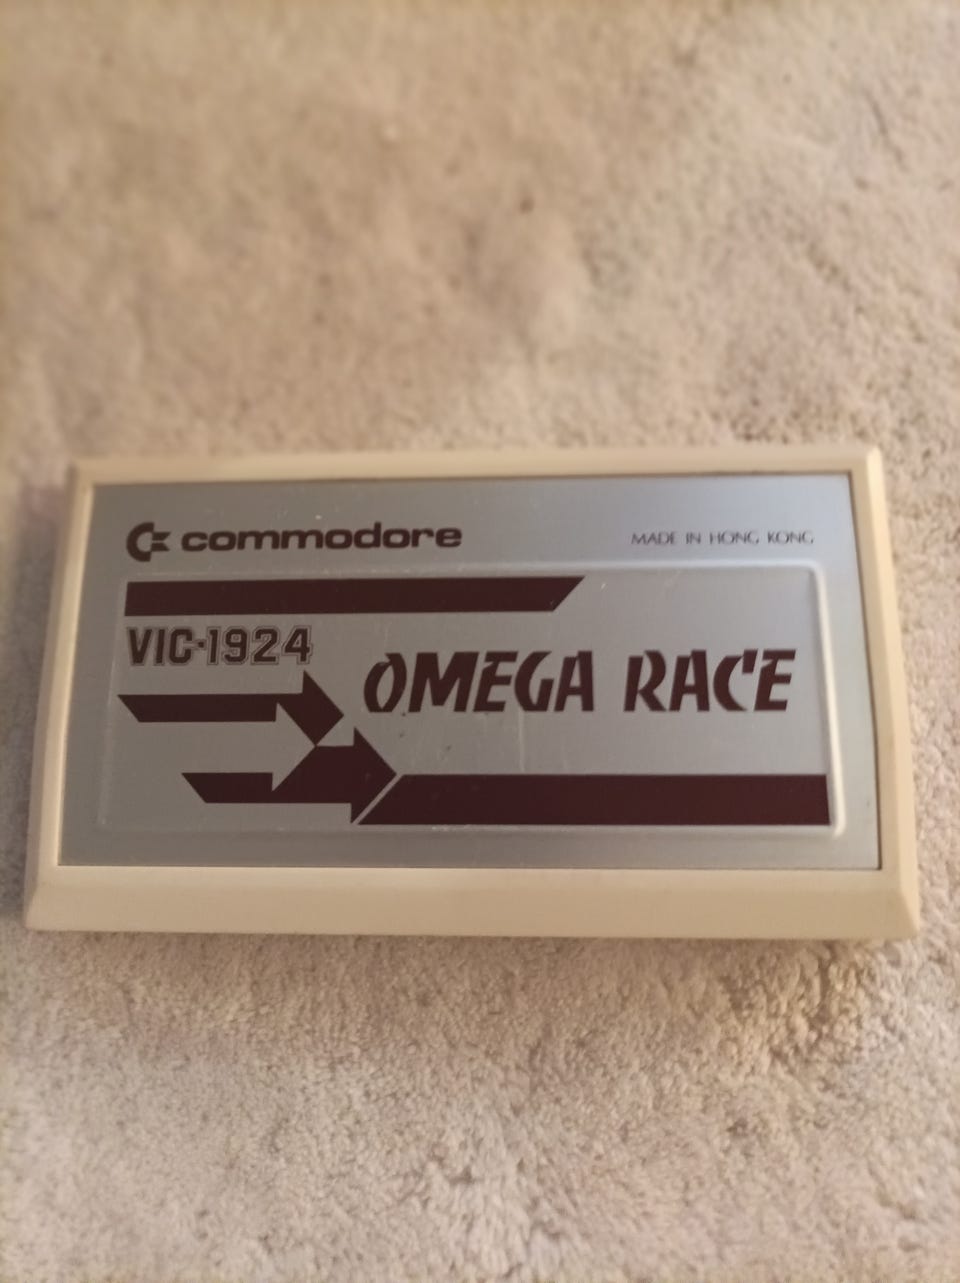 commodore
MADE IN HONG KONG
VIC-1924
OMEGA RACE